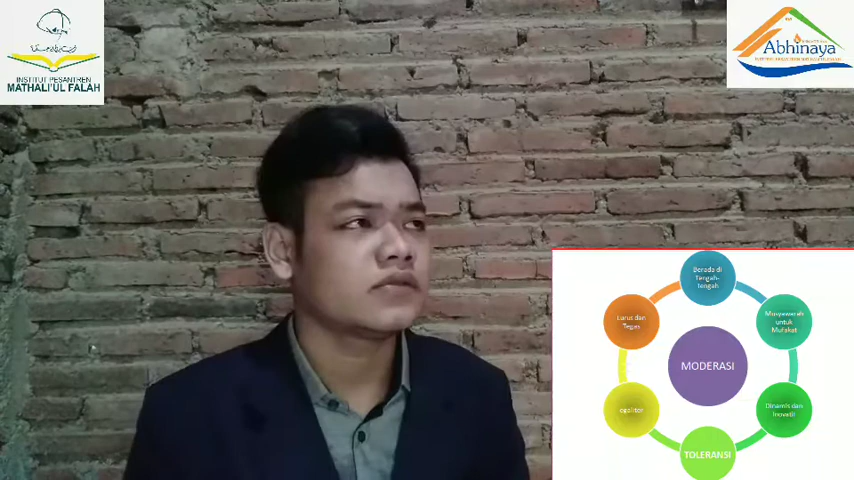 INSTITUT PESANTREN
MATHALI'UL FALAH
Abhinaya
Berada di
Tengah-
Tengah
Musyawarah
untuk
Mufakat
Dinamis dan
Inovatif
TOLERANSI
egaliter
Lurus dan
Tegas
MODERASI